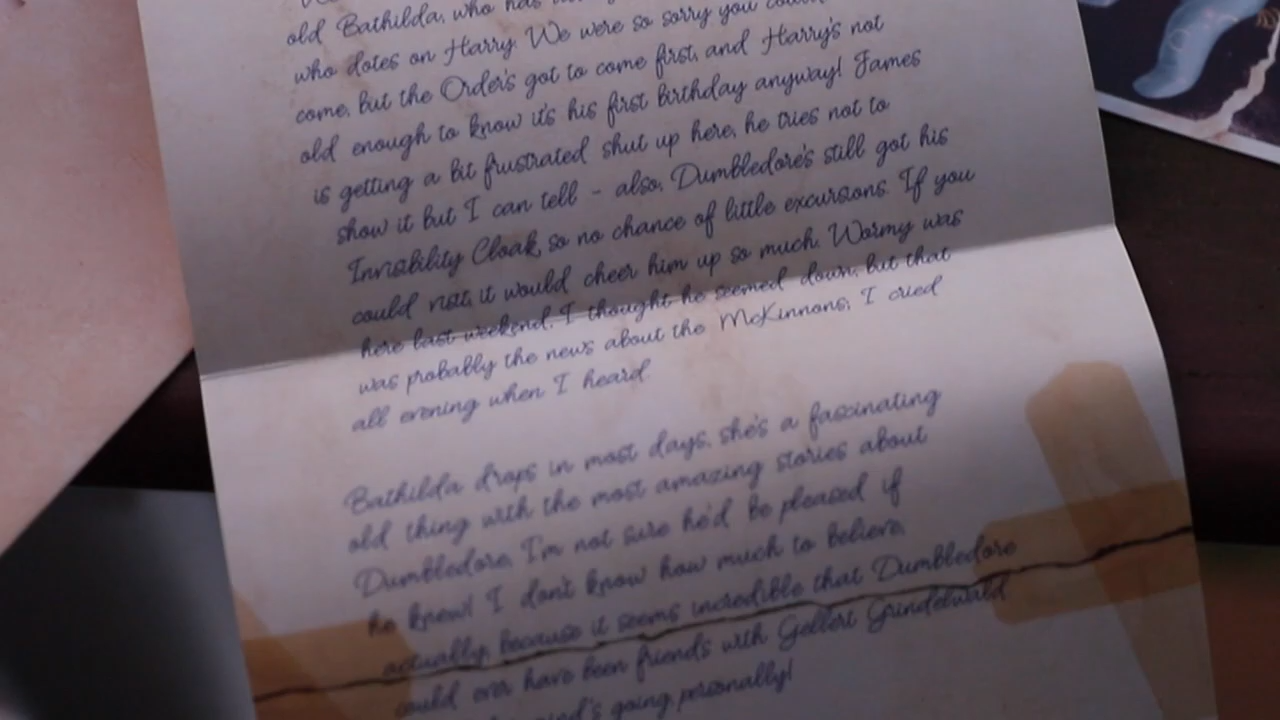 old Bathilda, who has
who dotes on Harry. We were so sorry you
come, but the Order's got to come first, and Harry's not
old enough to know it's his first birthday anyway! James
is getting a bit frustrated shut up here, he tries not to
show it but I can tell - also, Dumbledore's still got his
Invisibility Cloak, so no chance of little excursions. If you
could visit, it would cheer him up so much. Wormy was
here last weekend. I thought he seemed down, but that
was probably the news about the McKinnons; I cried
all evening when I heard.
Bathilda drops in most days, she's a fascinating
old thing with the most amazing stories about
Dumbledore, I'm not sure he'd be pleased if
he knew! I don't know how much to believe,
actually, because it seems incredible that Dumbledore
could ever have been friends with Gellert Grindelwald
going, personally!